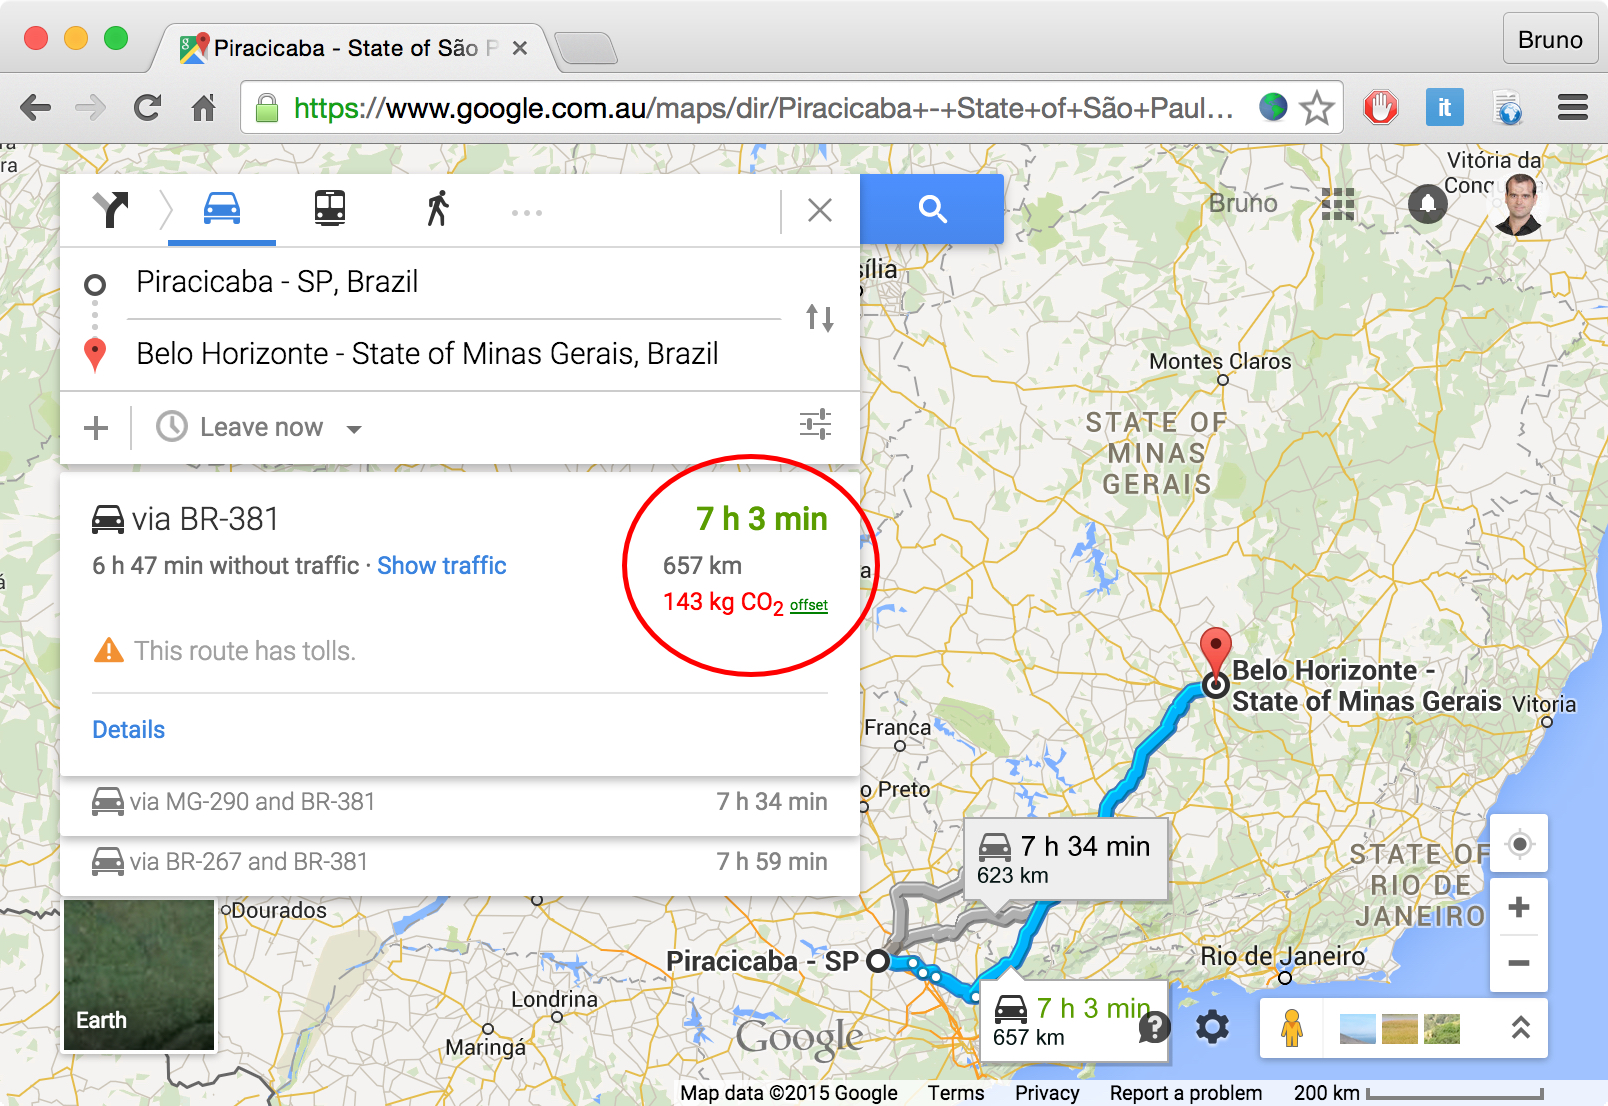 Piracicaba - State of São P
Bruno
https://www.google.com.au/maps/dir/Piracicaba+-+State+of+São+Paul...
it
Vitória da
Bruno
Piracicaba - SP, Brazil
Belo Horizonte - State of Minas Gerais, Brazil
Leave now
via BR-381
7 h 3 min
6 h 47 min without traffic · Show traffic
657 km
143 kg CO2 offset
This route has tolls.
Details
via MG-290 and BR-381
7 h 34 min
via BR-267 and BR-381
7 h 59 min
Montes Claros
STATE OF
MINAS
GERAIS
Belo Horizonte -
State of Minas Gerais
Vitoria
Franca
o Preto
7 h 34 min
623 km
STATE OF
RIO DE
JANEIRO
Dourados
Piracicaba - SP
Rio de Janeiro
Londrina
Maringá
Earth
7 h 3 min
657 km
Google
Map data ©2015 Google
Terms
Privacy
Report a problem
200 km